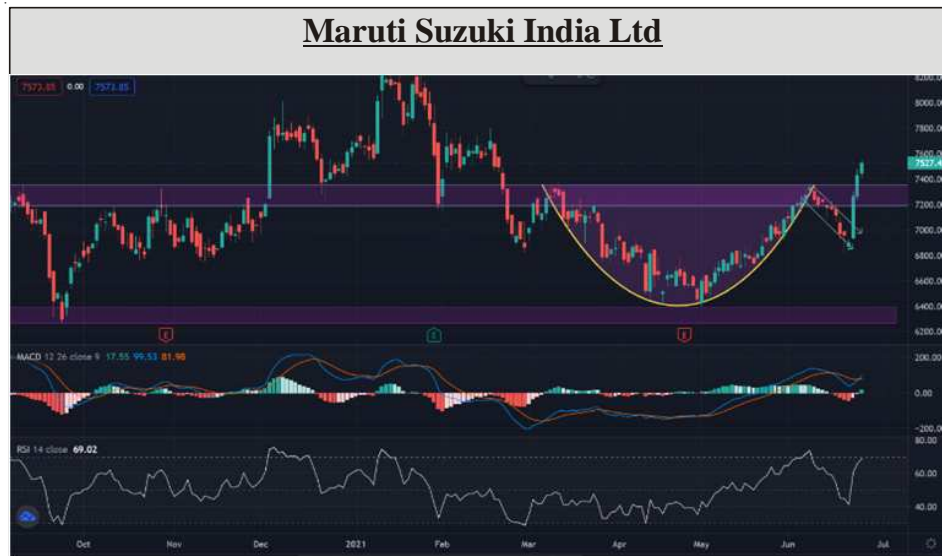 Maruti Suzuki India Ltd
7573.85 0.00 7573.85
8200.00
7800.00
7600.00
7527.4
7400.00
7200.00
7000.00
6800.00
6600.00
6400.00
6200.00
E E E
MACD 12 26 close 9 17.55 99.53 81.98
200.00
0.00
-200.00
80.00
RSI 14 close 69.02
60.00
40.00
Oct Nov Dec 2021 Feb Mar Apr May Jun Jul